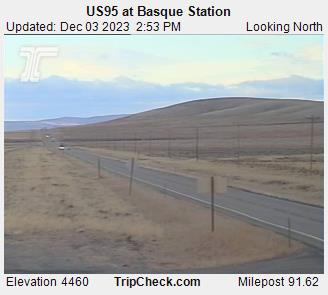 US95 at Basque Station
Updated: Dec 03 2023 2:53 PM Looking North
Elevation 4460 TripCheck.com Milepost 91.62